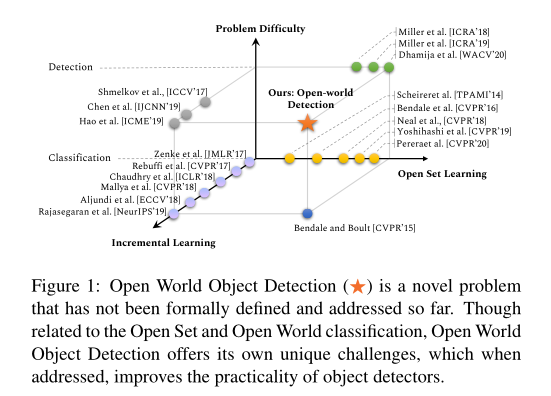 Problem Difficulty
Miller et al. [ICRA'18]
Miller et al. [ICRA'19]
Dhamija et al. [WACV'20]
Detection
Shmelkov et al., [ICCV'17]
Chen et al. [IJCNN'19]
Hao et al. [ICME'19]
Ours: Open-world
Detection
Scheireret et al. [TPAMI'14]
Bendale et al. [CVPR'16]
Neal et al., [CVPR'18]
Yoshihashi et al. [CVPR'19]
Pereraet al. [CVPR'20]
Classification
Zenke et al. [JMLR'17]
Rebuffi et al. [CVPR'17]
Chaudhry et al. [ICLR'18]
Mallya et al. [CVPR'18]
Aljundi et al. [ECCV'18]
Rajasegaran et al. [NeurIPS'19]
Open Set Learning
Bendale and Boult [CVPR'15]
Incremental Learning
Figure 1: Open World Object Detection (★) is a novel problem
that has not been formally defined and addressed so far. Though
related to the Open Set and Open World classification, Open World
Object Detection offers its own unique challenges, which when
addressed, improves the practicality of object detectors.